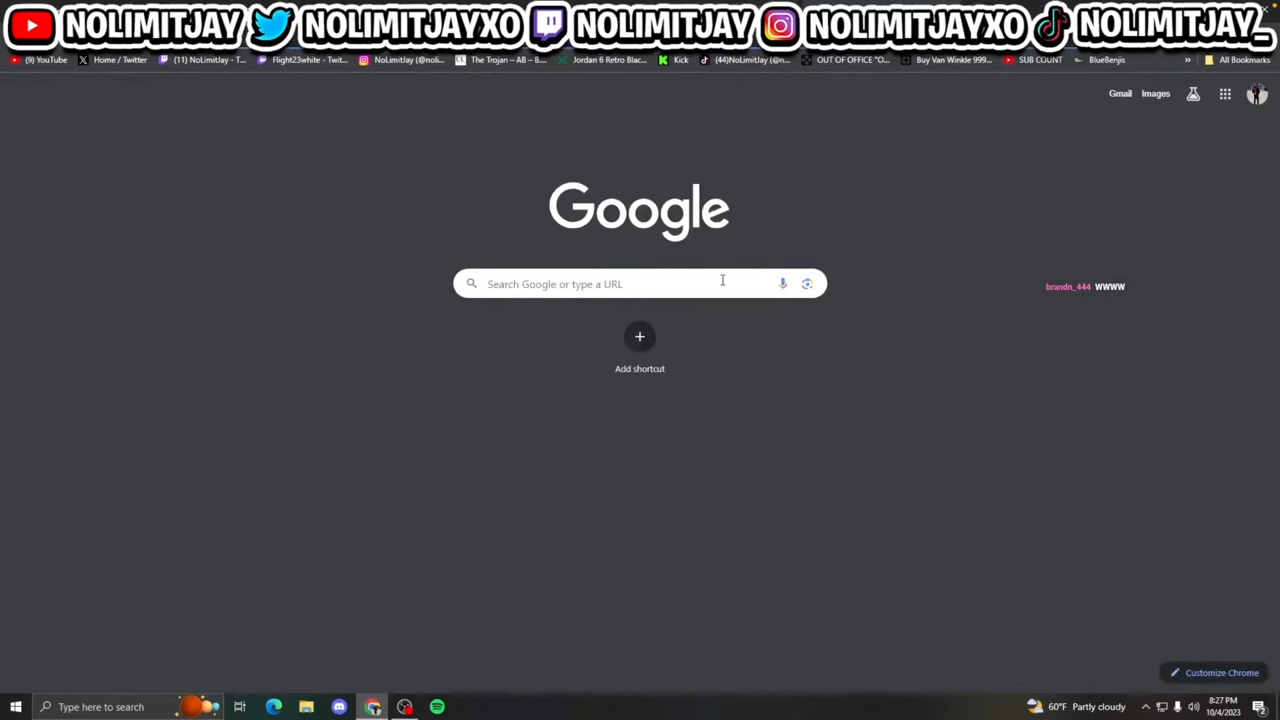 NOLIMITJAY NOLIMITJAYXO NOLIMITJAY NOLIMITJAYXO NOLIMITJAY_
(9) YouTube Home / Twitter (11) NoLimitJay - T... Flight23white - Twit... NoLimitJay (@noli... The Trojan – AB – B... Jordan 6 Retro Blac... Kick (44)NoLimitJay (@n... OUT OF OFFICE "O... Buy Van Winkle 999... SUB COUNT BlueBenjis » All Bookmarks
Gmail Images
Google
Search Google or type a URL
brandn_444 WWWW
Add shortcut
Customize Chrome
Type here to search
60°F Partly cloudy
8:27 PM
10/4/2023
2